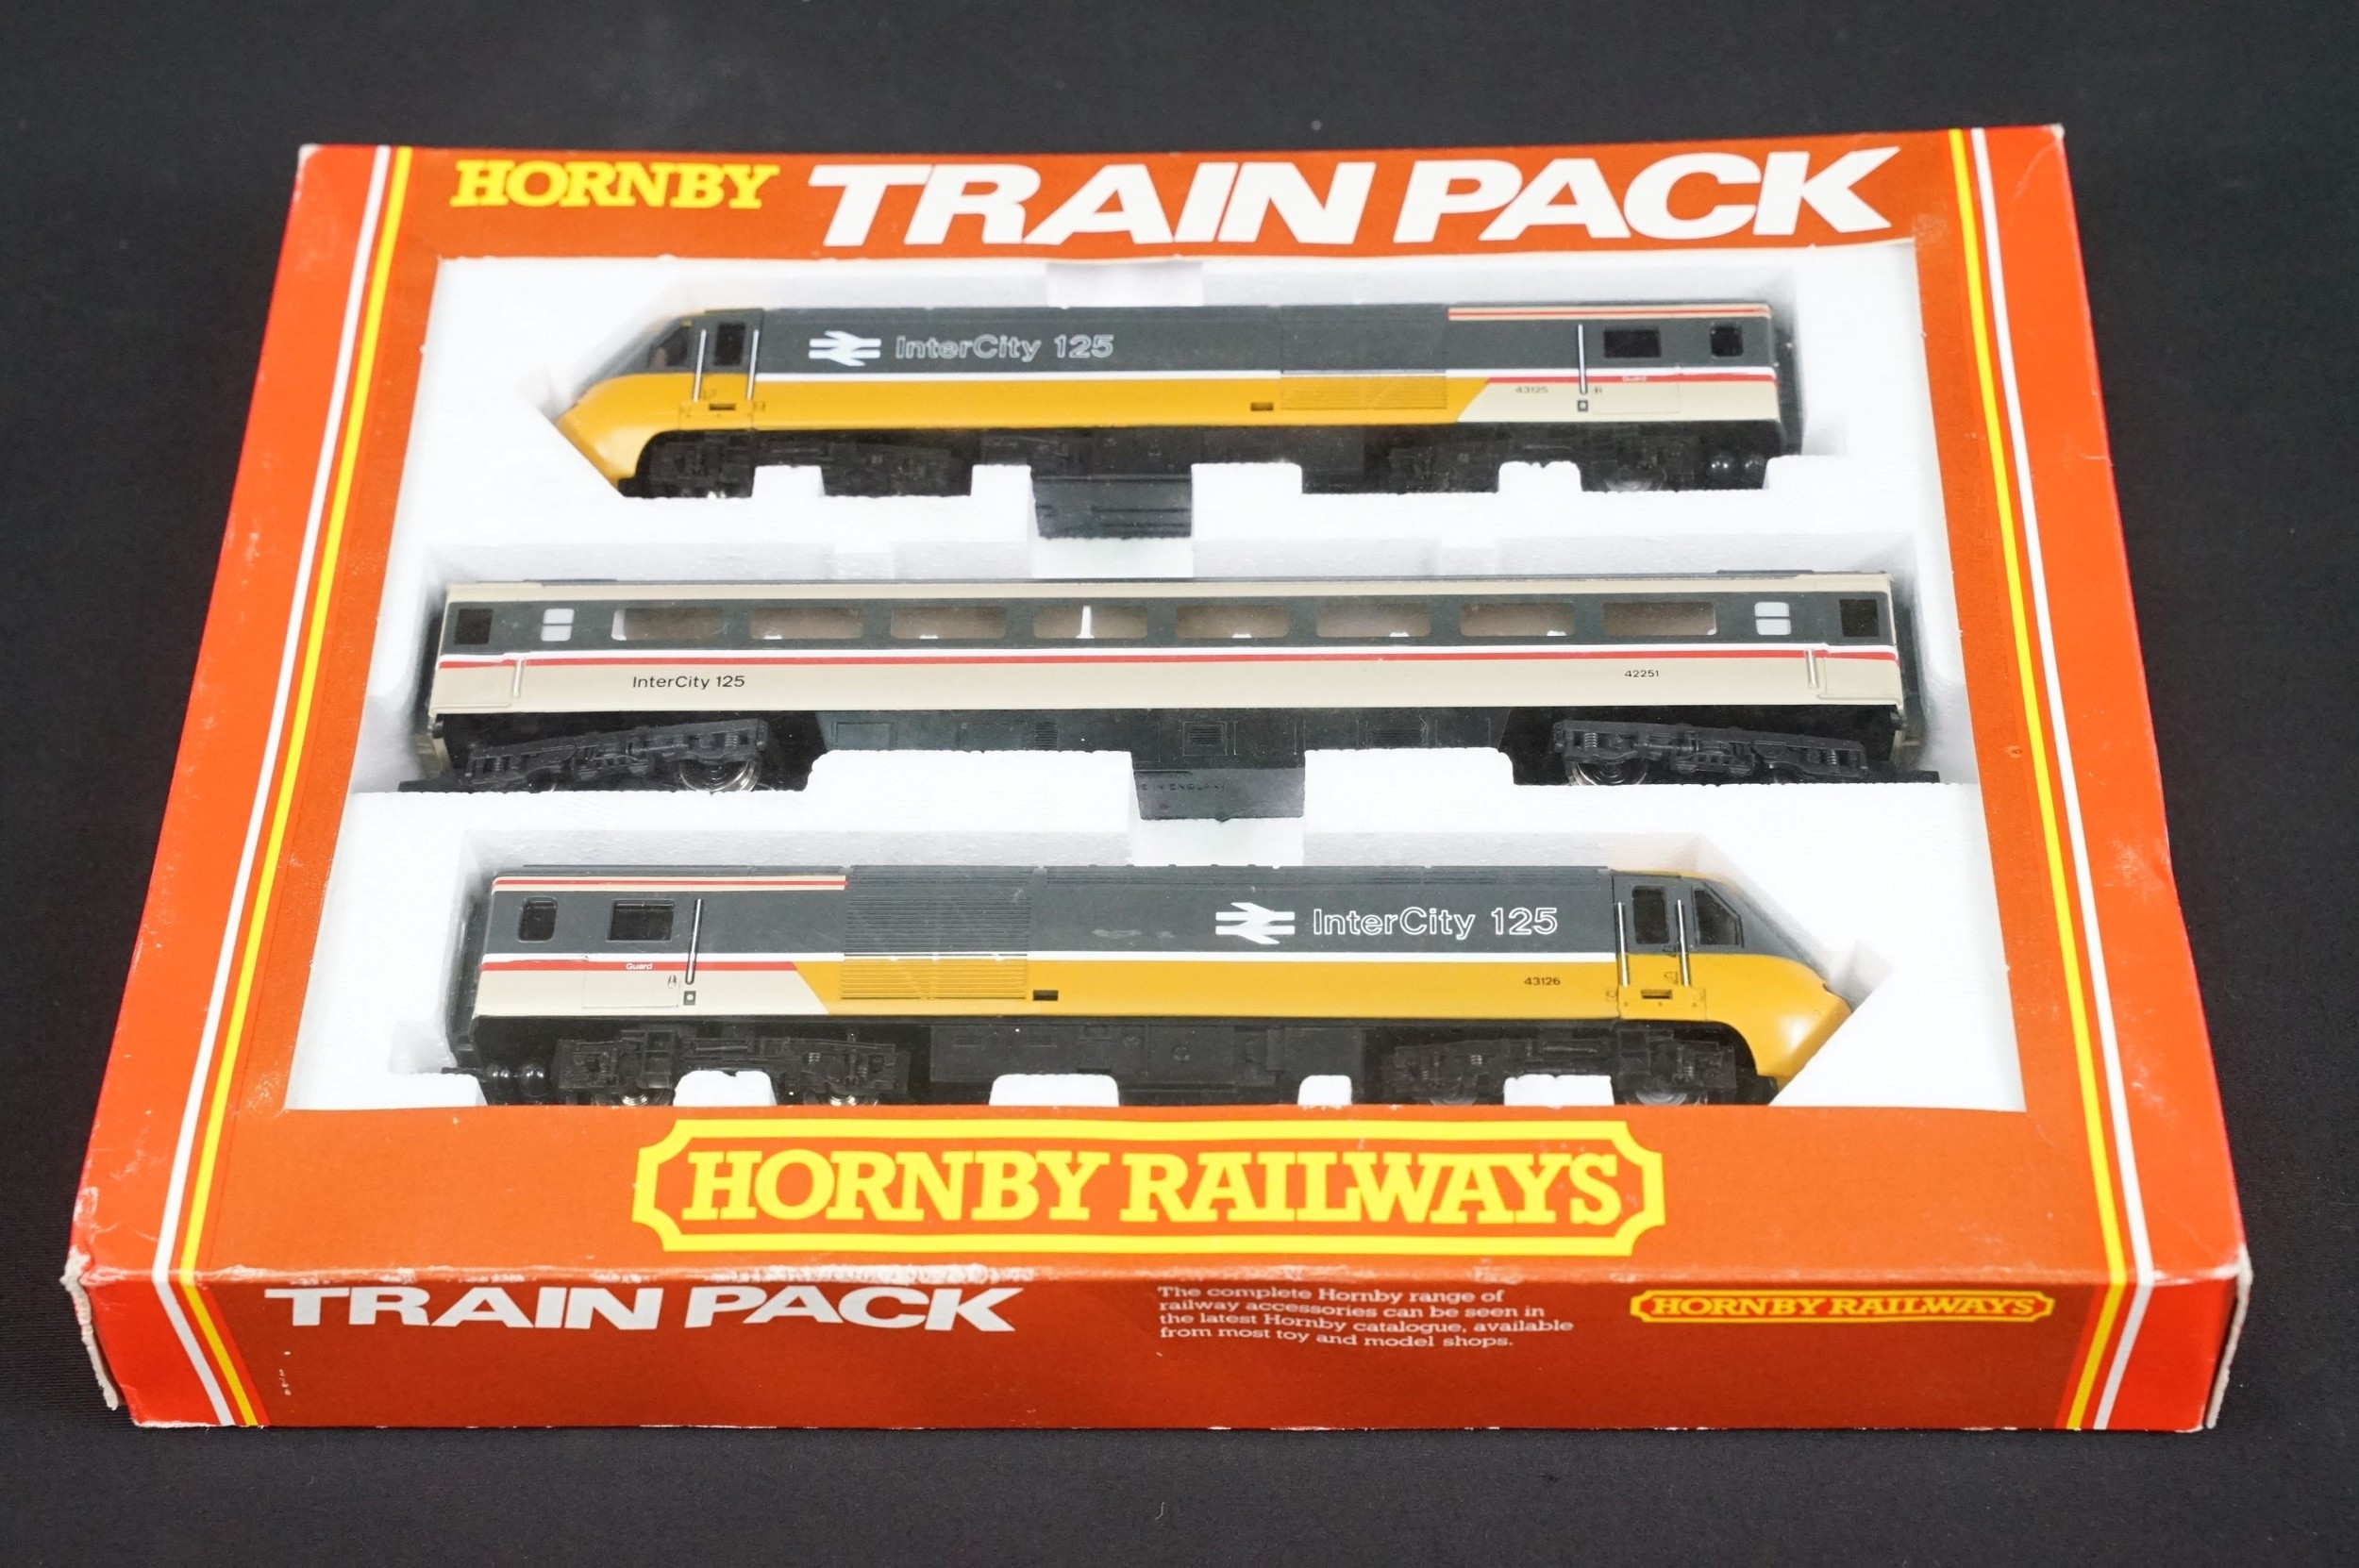 HORNBY TRAIN PACK
InterCity 125
Guard
43125
InterCity 125
42251
InterCity 125
Guard
43126
HORNBY RAILWAYS
TRAIN PACK
The complete Hornby range of
railway accessories can be seen in
the latest Hornby catalogue, available
from most toy and model shops.
HORNBY RAILWAYS